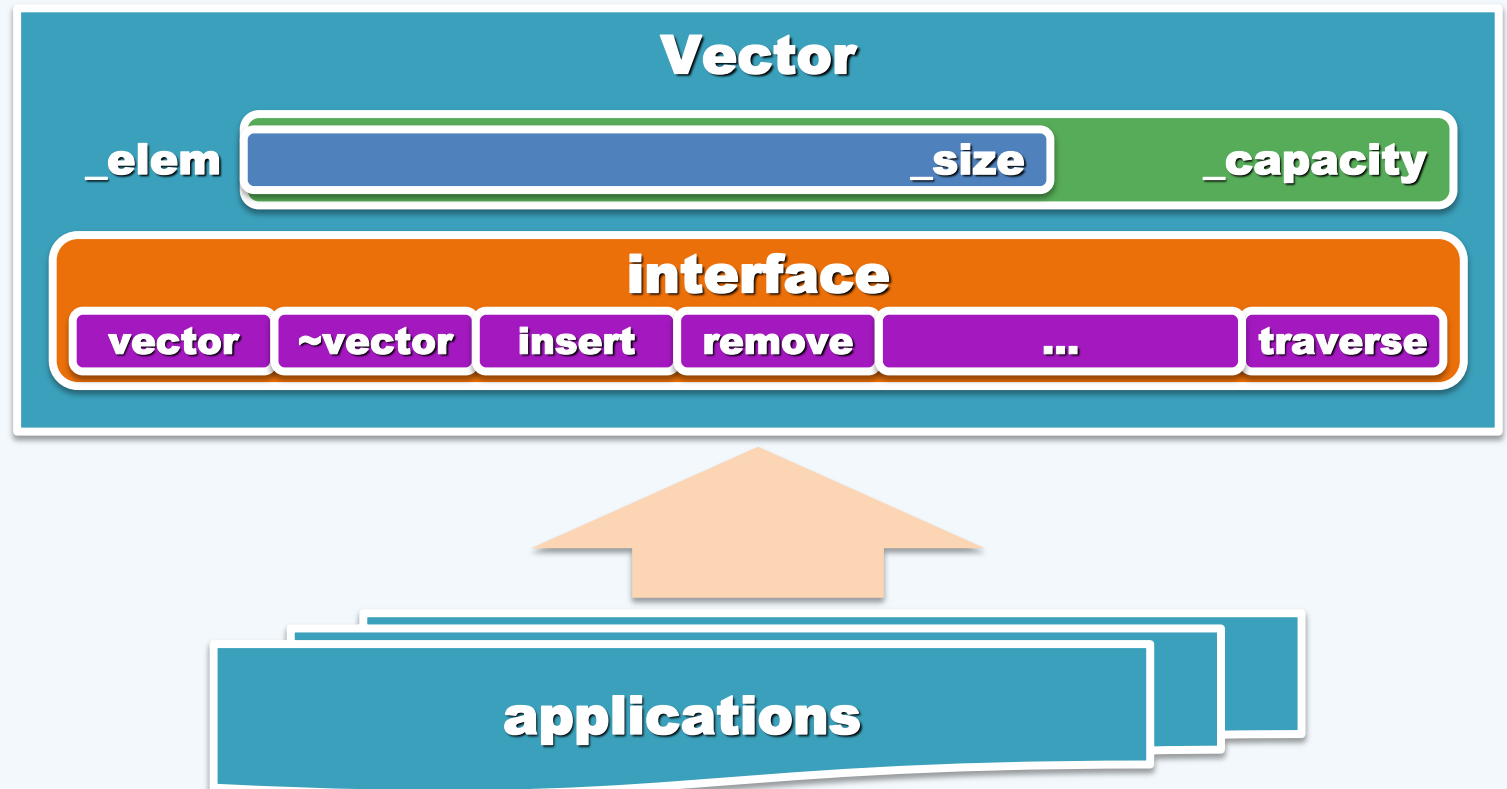 Vector
_elem _size _capacity
interface
vector ~vector insert remove ... traverse
applications